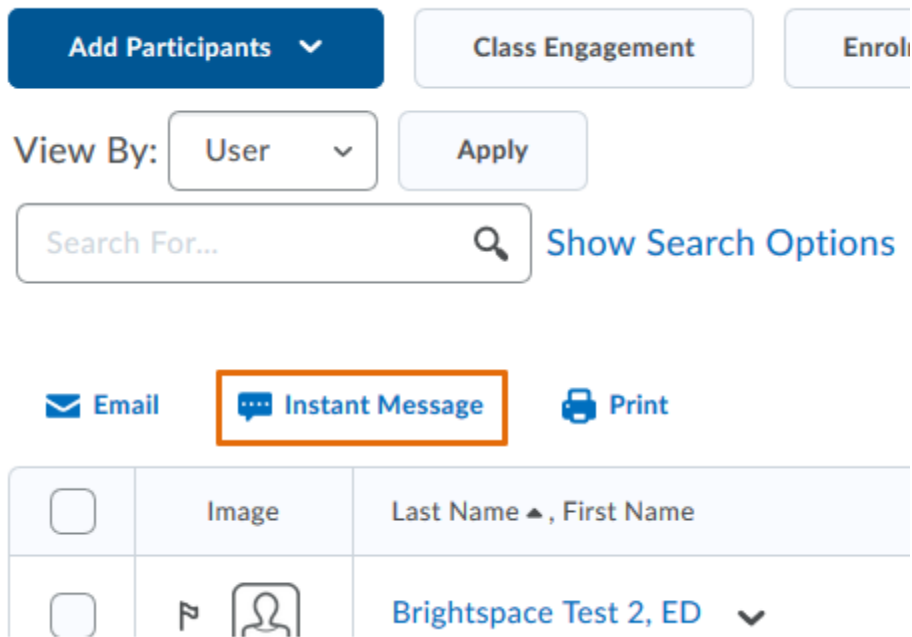 Add Participants Class Engagement
View By: User Apply
Search For... Show Search Options
Email Instant Message Print
Image Last Name , First Name
Brightspace Test 2, ED